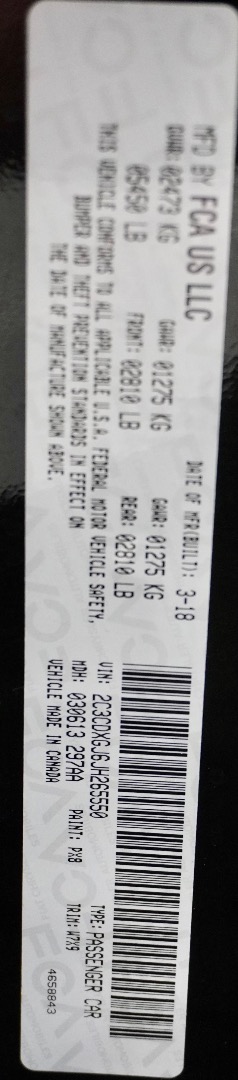 MFD BY FCA US LLC
DATE OF MFR(BUILT): 3-18
GVWR: 02473 KG GAWR: 01275 KG GAWR: 01275 KG
05450 LB FRONT: 02810 LB REAR: 02810 LB
THIS VEHICLE CONFORMS TO ALL APPLICABLE U.S.A. FEDERAL MOTOR VEHICLE SAFETY,
BUMPER AND THEFT PREVENTION STANDARDS IN EFFECT ON
THE DATE OF MANUFACTURE SHOWN ABOVE.
VIN: 2C3CDXGJ6JH265550 TYPE: PASSENGER CAR
MDH: 030613 297AA PAINT: PX8 TRIM: W7X9
VEHICLE MADE IN CANADA 4658843